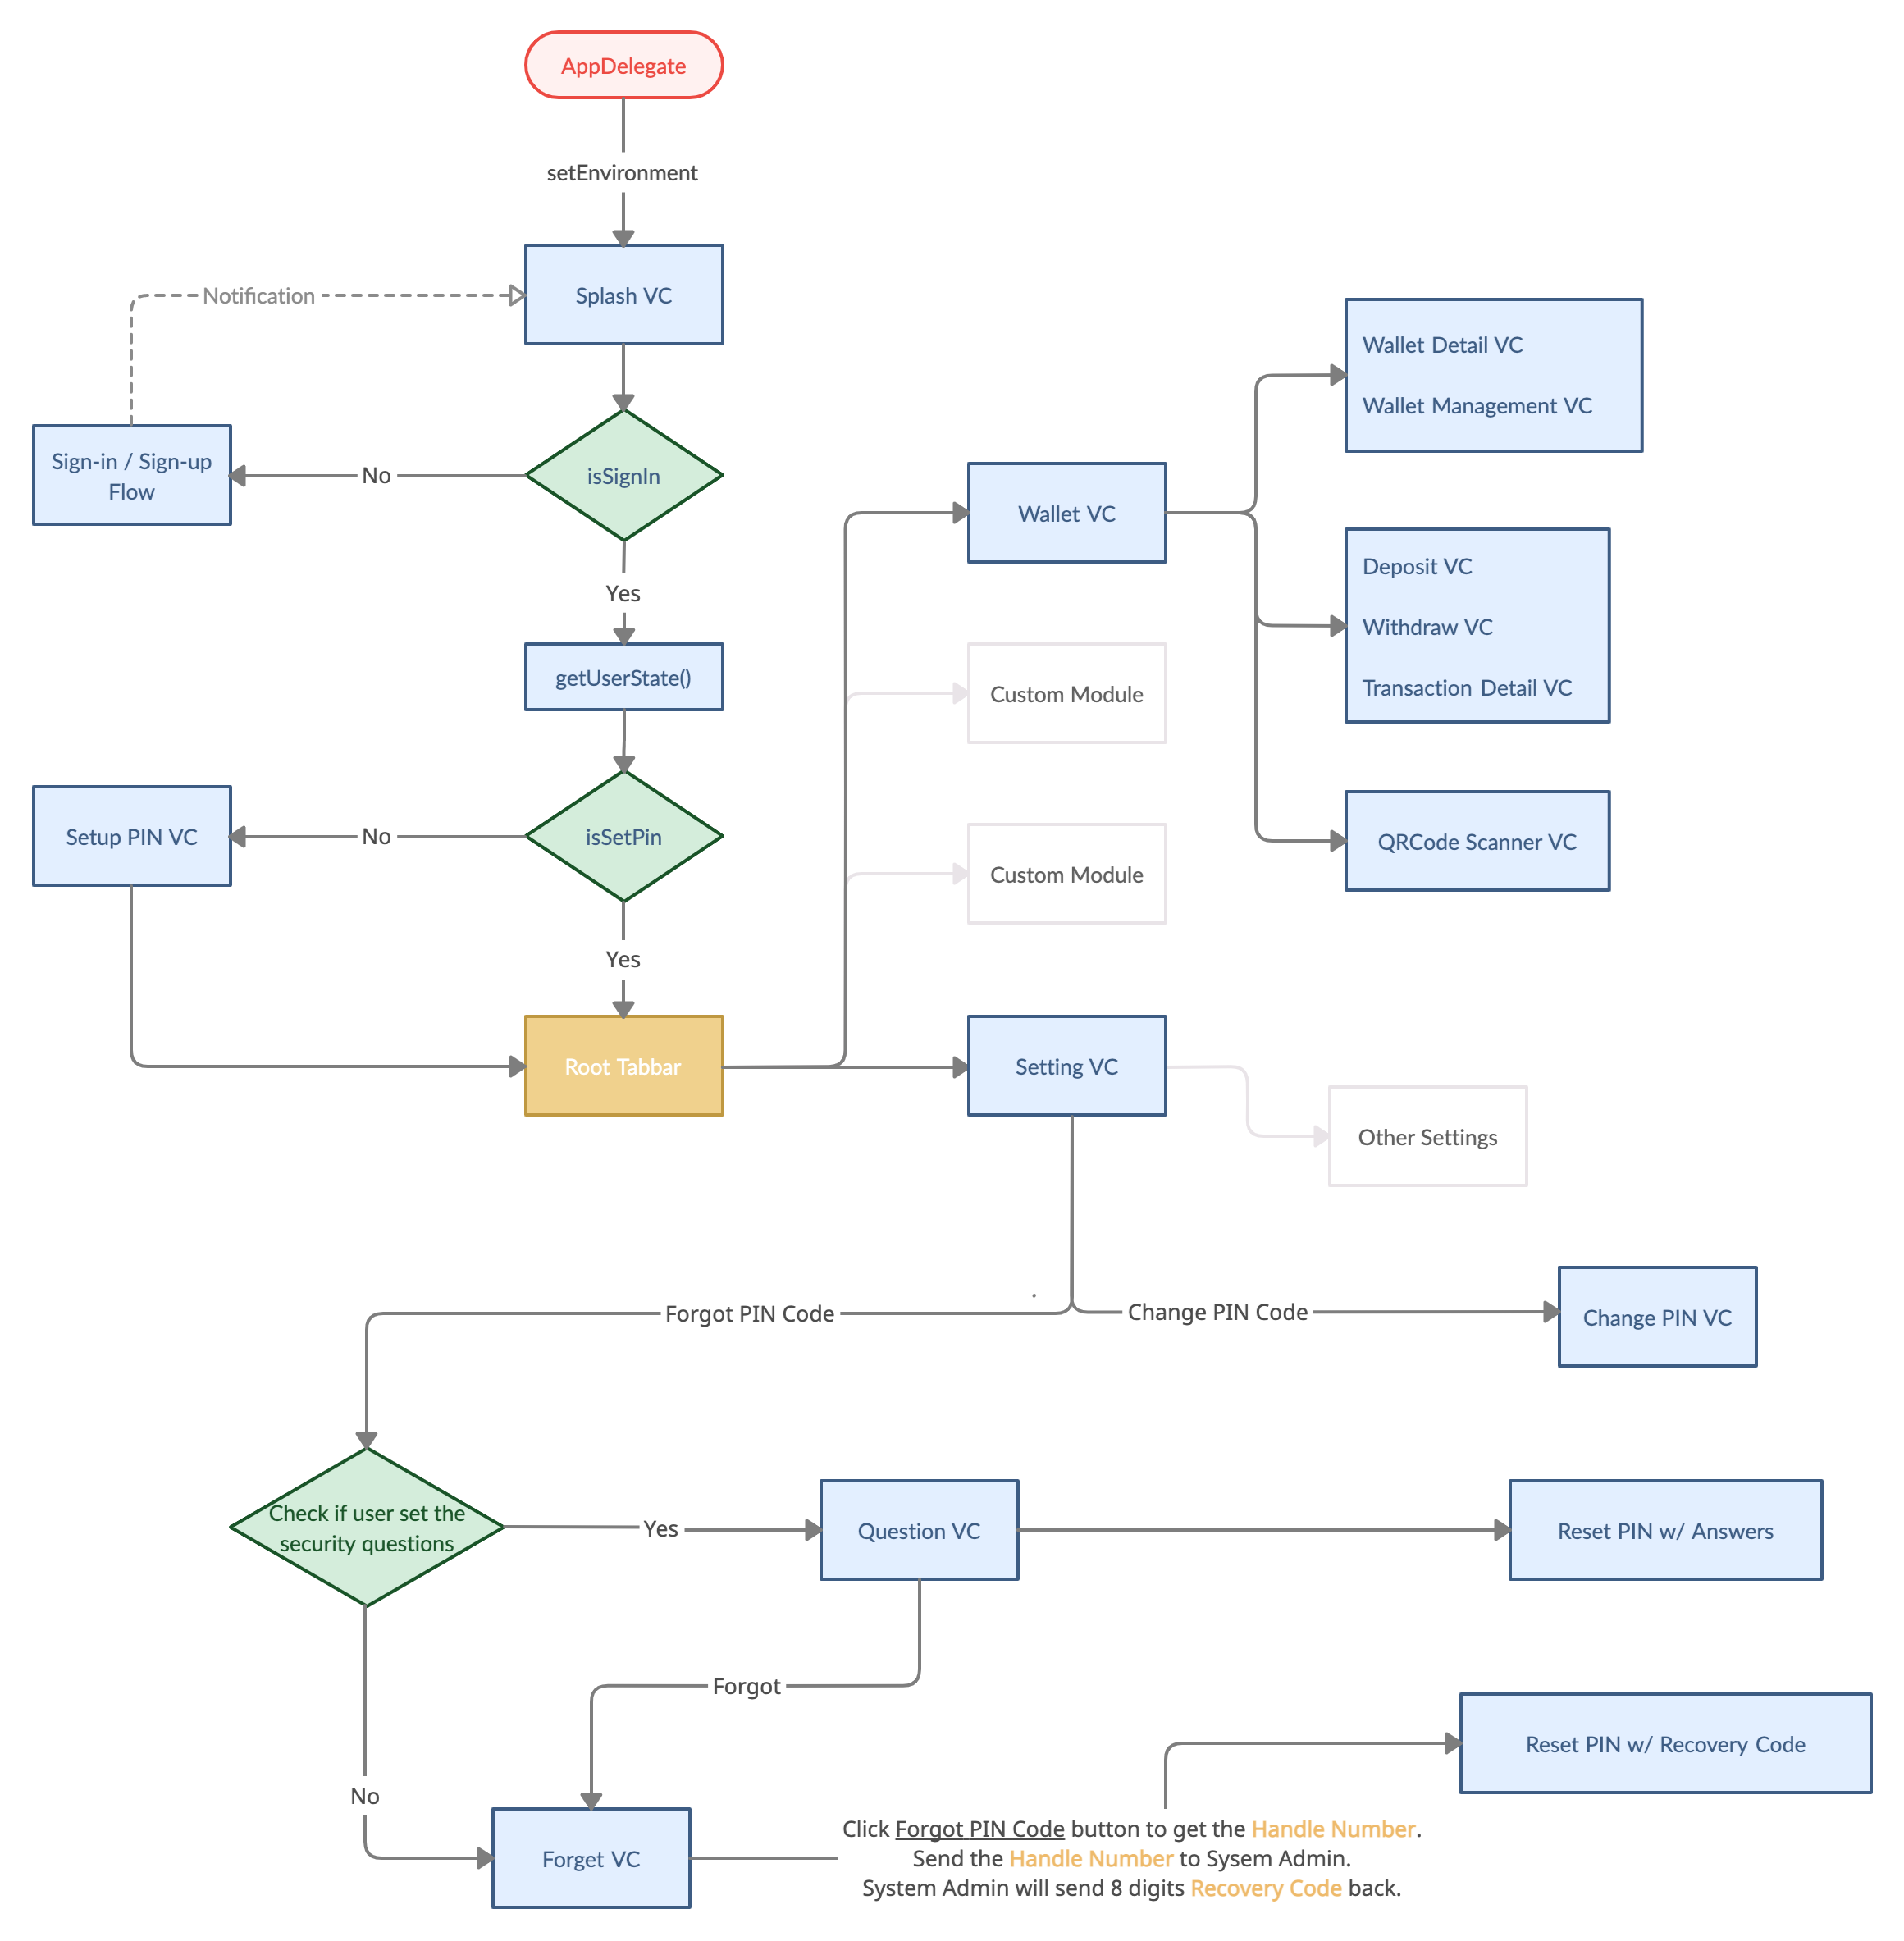 AppDelegate
setEnvironment
Notification
Splash VC
Sign-in / Sign-up
Flow
No
isSignIn
Yes
getUserState()
Setup PIN VC
No
isSetPin
Yes
Root Tabbar
Wallet VC
Custom Module
Custom Module
Setting VC
Wallet Detail VC
Wallet Management VC
Deposit VC
Withdraw VC
Transaction Detail VC
QRCode Scanner VC
Other Settings
Forgot PIN Code
Change PIN Code
Change PIN VC
Check if user set the
security questions
Yes
Question VC
Reset PIN w/ Answers
Forgot
No
Forget VC
Click Forgot PIN Code button to get the Handle Number.
Send the Handle Number to Sysem Admin.
System Admin will send 8 digits Recovery Code back.
Reset PIN w/ Recovery Code